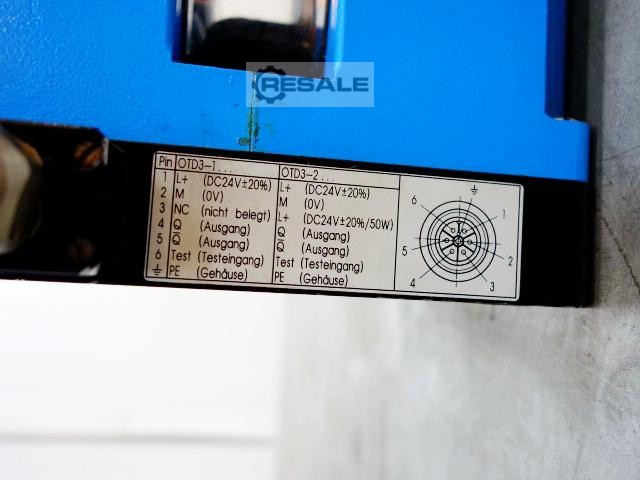 RESALE
Pin OTD3-1... OTD3-2...
1 L+ (DC24V±20%) L+ (DC24V±20%)
2 M (0V) M (0V)
3 NC (nicht belegt) L+ (DC24V±20%/50W)
4 Q (Ausgang) Q (Ausgang)
5 Q̅ (Ausgang) Q̅ (Ausgang)
6 Test (Testeingang) Test (Testeingang)
⏚ PE (Gehäuse) PE (Gehäuse)
⏚
6 1
5 2
4 3